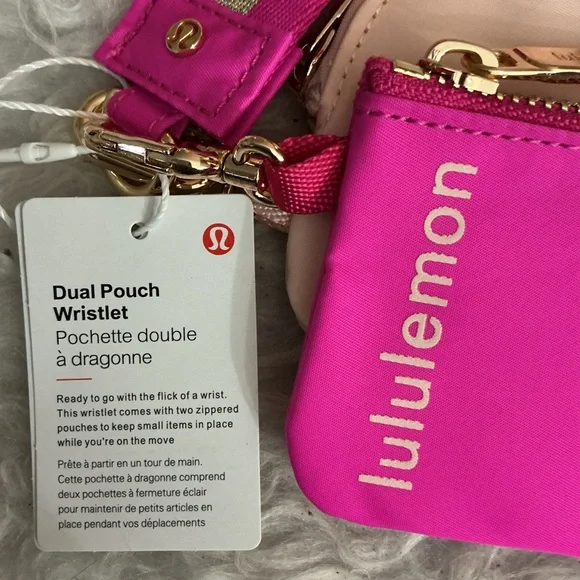 Dual Pouch
Wristlet
Pochette double
à dragonne
Ready to go with the flick of a wrist.
This wristlet comes with two zippered
pouches to keep small items in place
while you're on the move
Prête à partir en un tour de main.
Cette pochette à dragonne comprend
deux pochettes à fermeture éclair
pour maintenir de petits articles en
place pendant vos déplacements
lululemon